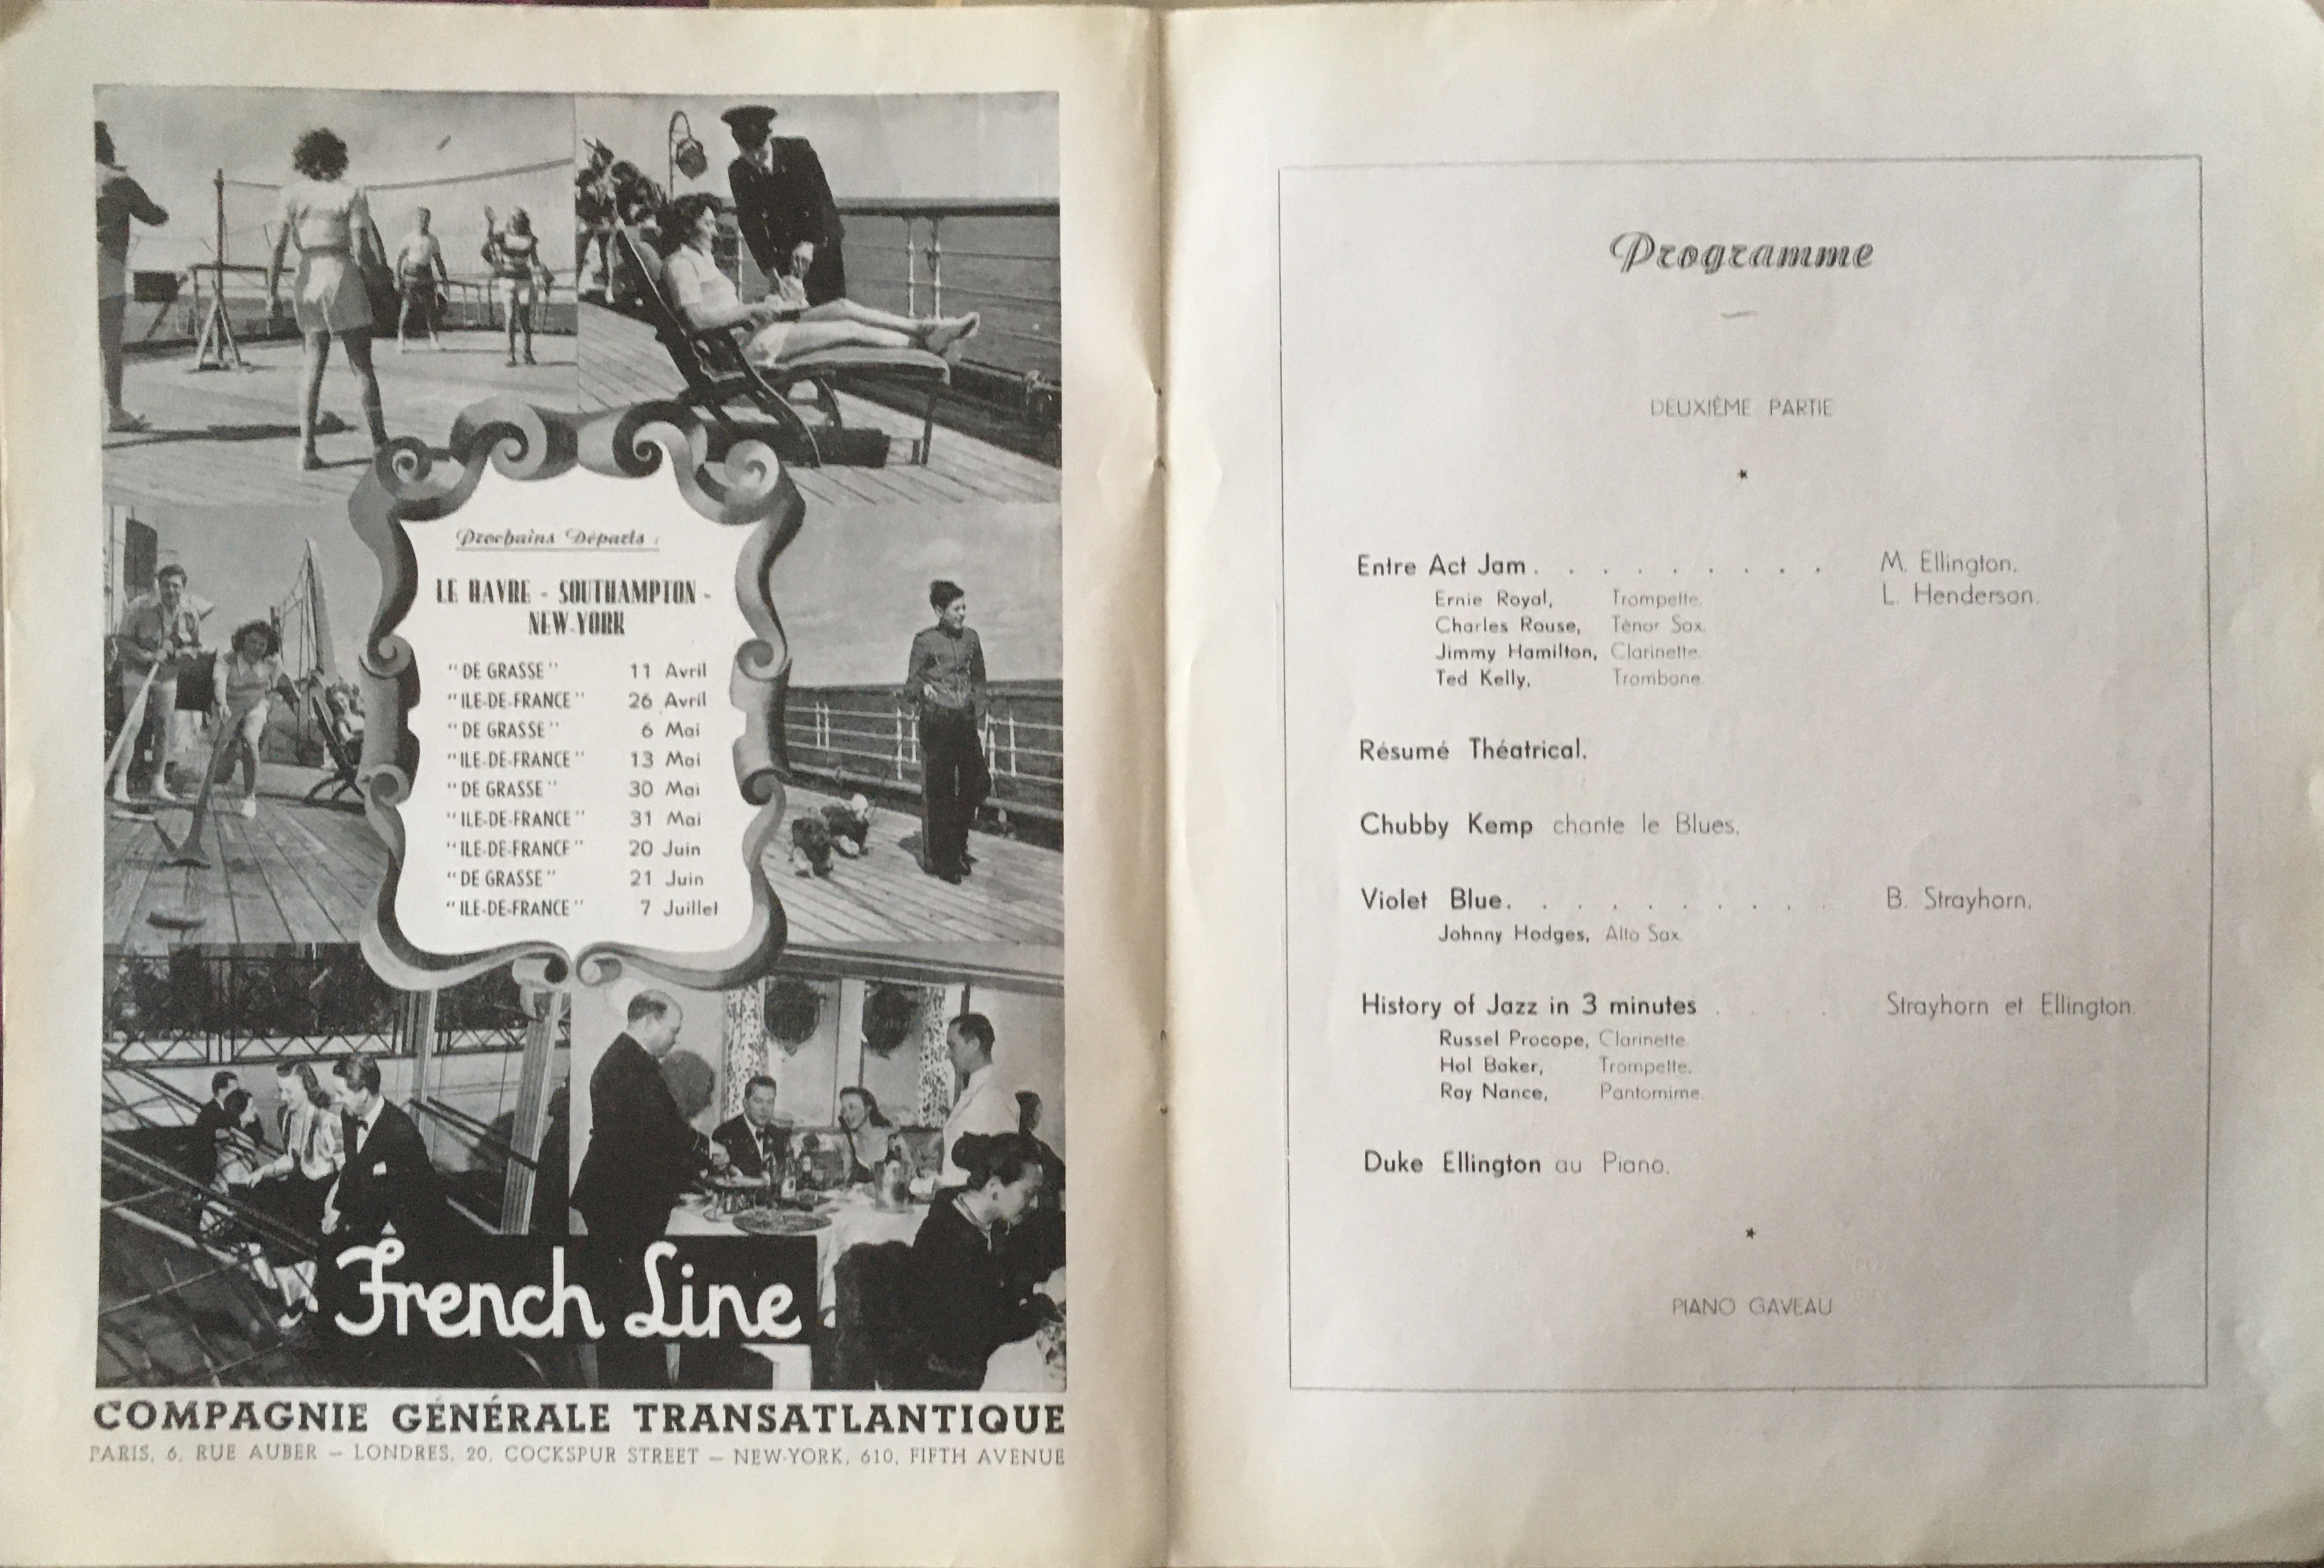 Prochains Départs :
LE HAVRE - SOUTHAMPTON -
NEW-YORK
" DE GRASSE " 11 Avril
" ILE-DE-FRANCE " 26 Avril
" DE GRASSE " 6 Mai
" ILE-DE-FRANCE " 13 Mai
" DE GRASSE " 30 Mai
" ILE-DE-FRANCE " 31 Mai
" ILE-DE-FRANCE " 20 Juin
" DE GRASSE " 21 Juin
" ILE-DE-FRANCE " 7 Juillet
French Line
COMPAGNIE GÉNÉRALE TRANSATLANTIQUE
PARIS, 6, RUE AUBER — LONDRES, 20, COCKSPUR STREET — NEW-YORK, 610, FIFTH AVENUE
Programme
DEUXIÈME PARTIE
Entre Act Jam . . . . . . . . . M. Ellington.
L. Henderson.
Ernie Royal, Trompette.
Charles Rouse, Ténor Sax.
Jimmy Hamilton, Clarinette.
Ted Kelly, Trombone.
Résumé Théatrical.
Chubby Kemp chante le Blues.
Violet Blue. . . . . . . . . . B. Strayhorn.
Johnny Hodges, Alto Sax.
History of Jazz in 3 minutes . . . . Strayhorn et Ellington.
Russel Procope, Clarinette.
Hol Baker, Trompette.
Ray Nance, Pantomime.
Duke Ellington au Piano.
PIANO GAVEAU